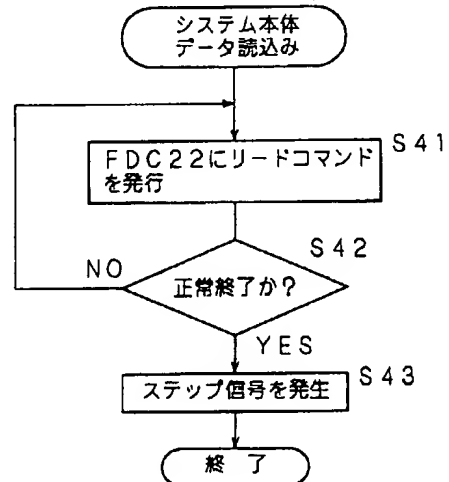 システム本体
データ読込み
S41
FDC22にリードコマンド
を発行
S42
NO
正常終了か?
YES
S43
ステップ信号を発生
終 了